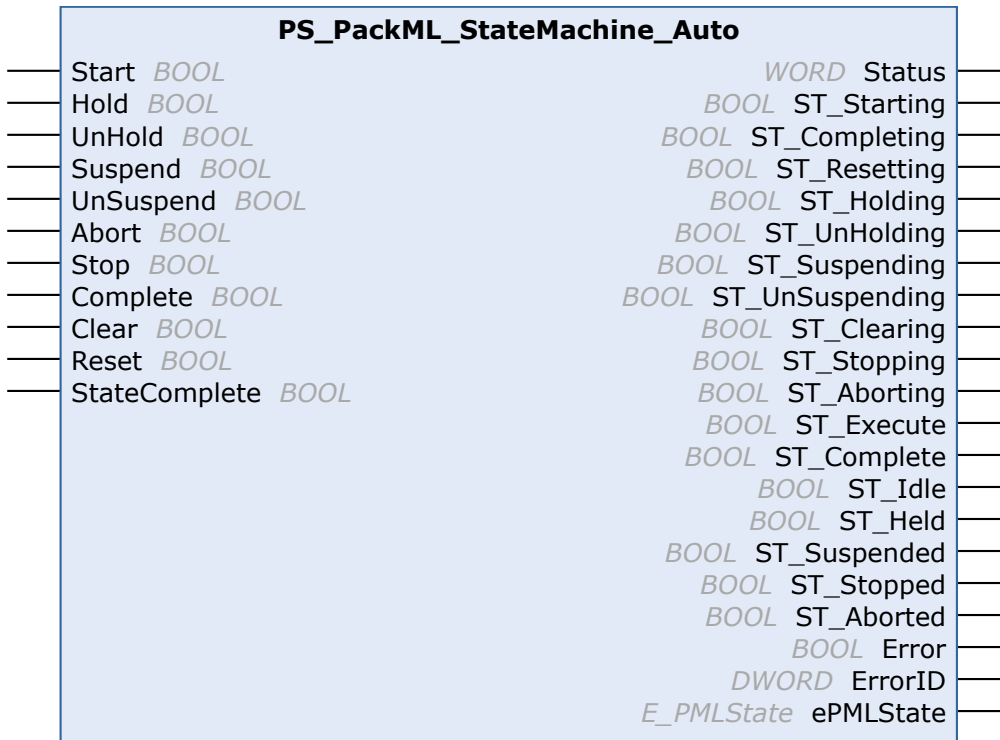 PS_PackML_StateMachine_Auto
Start BOOL WORD Status
Hold BOOL BOOL ST_Starting
UnHold BOOL BOOL ST_Completing
Suspend BOOL BOOL ST_Resetting
UnSuspend BOOL BOOL ST_Holding
Abort BOOL BOOL ST_UnHolding
Stop BOOL BOOL ST_Suspending
Complete BOOL BOOL ST_UnSuspending
Clear BOOL BOOL ST_Clearing
Reset BOOL BOOL ST_Stopping
StateComplete BOOL BOOL ST_Aborting
BOOL ST_Execute
BOOL ST_Complete
BOOL ST_Idle
BOOL ST_Held
BOOL ST_Suspended
BOOL ST_Stopped
BOOL ST_Aborted
BOOL Error
DWORD ErrorID
E_PMLState ePMLState